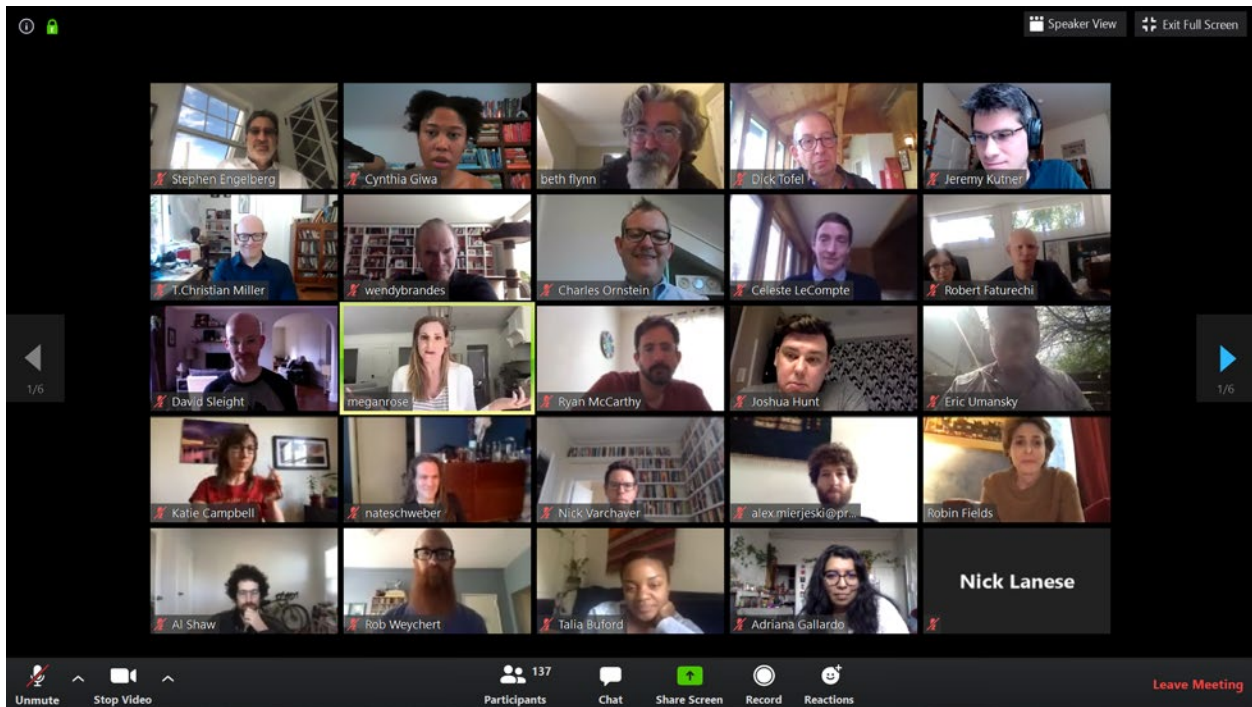 Speaker View
Exit Full Screen
Stephen Engelberg
Cynthia Giwa
beth flynn
Dick Tofel
Jeremy Kutner
T.Christian Miller
wendybrandes
Charles Ornstein
Celeste LeCompte
Robert Faturechi
1/6
1/6
David Sleight
meganrose
Ryan McCarthy
Joshua Hunt
Eric Umansky
Katie Campbell
nateschweber
Nick Varchaver
alex.mierjeski@pr...
Robin Fields
Nick Lanese
Al Shaw
Rob Weychert
Talia Buford
Adriana Gallardo
137
Unmute
Stop Video
Participants
Chat
Share Screen
Record
Reactions
Leave Meeting